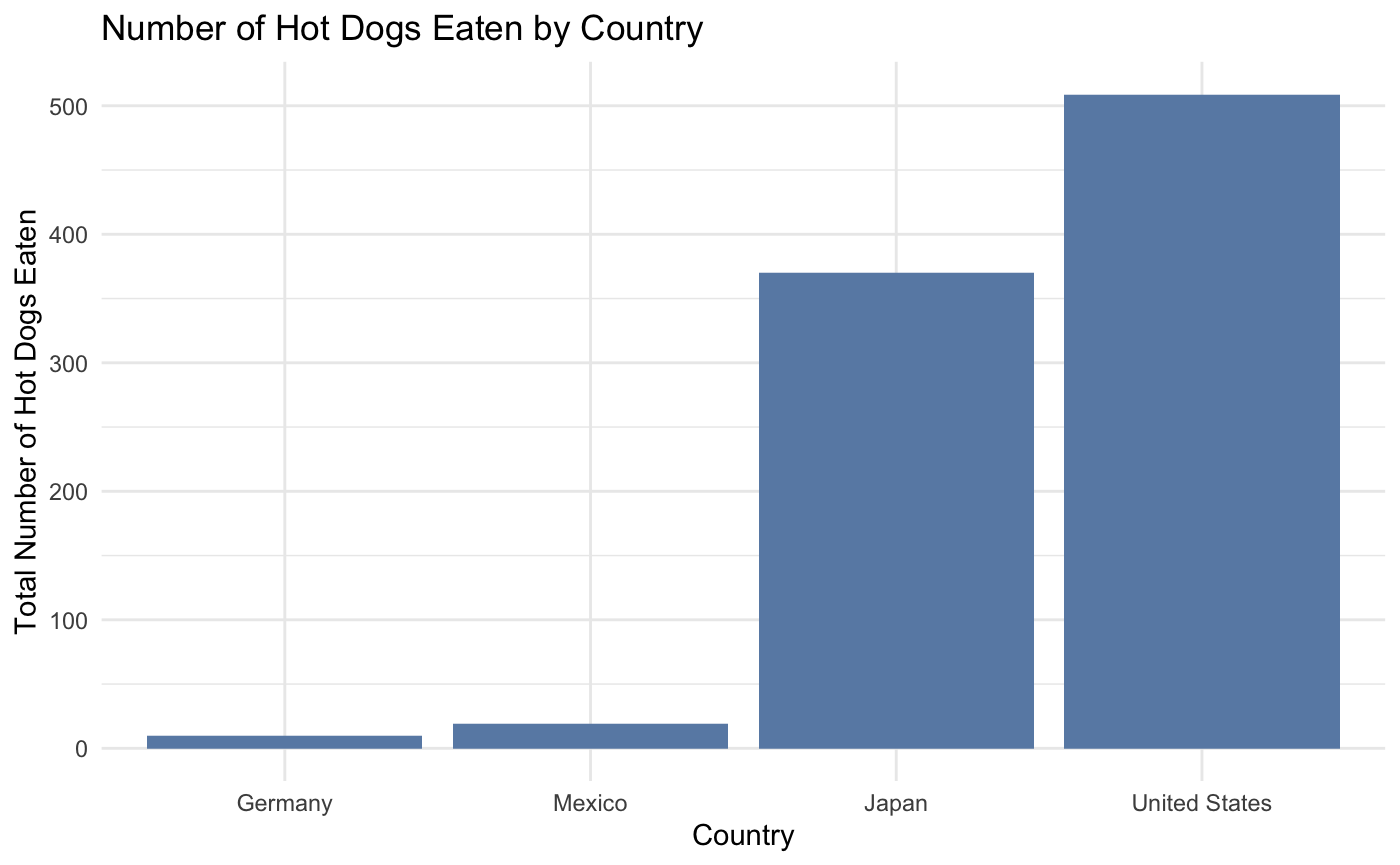 Number of Hot Dogs Eaten by Country
Total Number of Hot Dogs Eaten
500
400
300
200
100
0
Germany Mexico Japan United States
Country